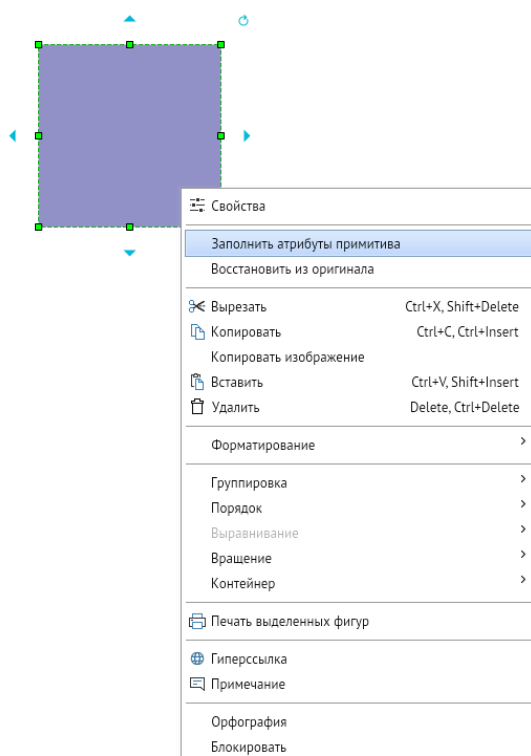 Свойства
Заполнить атрибуты примитива
Восстановить из оригинала
Вырезать Ctrl+X, Shift+Delete
Копировать Ctrl+C, Ctrl+Insert
Копировать изображение
Вставить Ctrl+V, Shift+Insert
Удалить Delete, Ctrl+Delete
Форматирование
Группировка
Порядок
Выравнивание
Вращение
Контейнер
Печать выделенных фигур
Гиперссылка
Примечание
Орфография
Блокировать